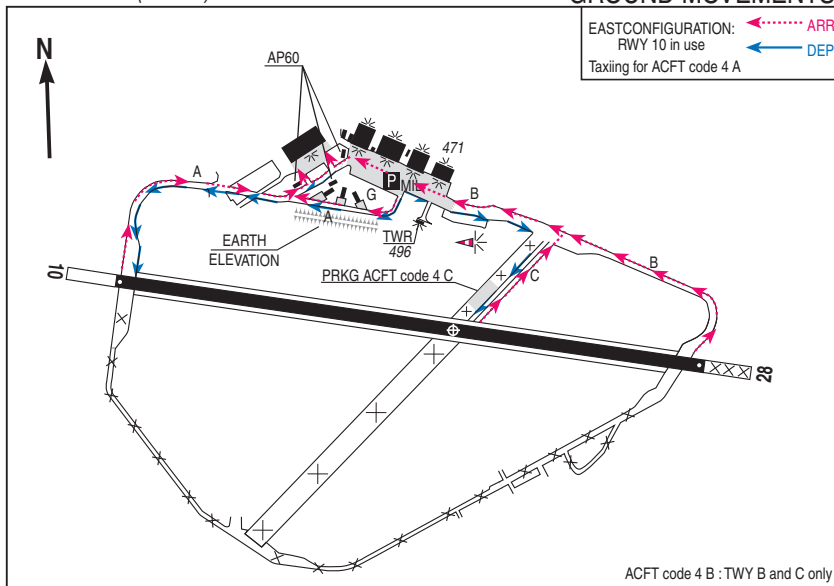 GROUND MOVEMENTS
EASTCONFIGURATION:
RWY 10 in use
Taxiing for ACFT code 4 A
ARR
DEP
N
AP60
471
A
P
MIL
B
G
A
EARTH
ELEVATION
TWR
496
C
B
PRKG ACFT code 4 C
10
28
ACFT code 4 B : TWY B and C only